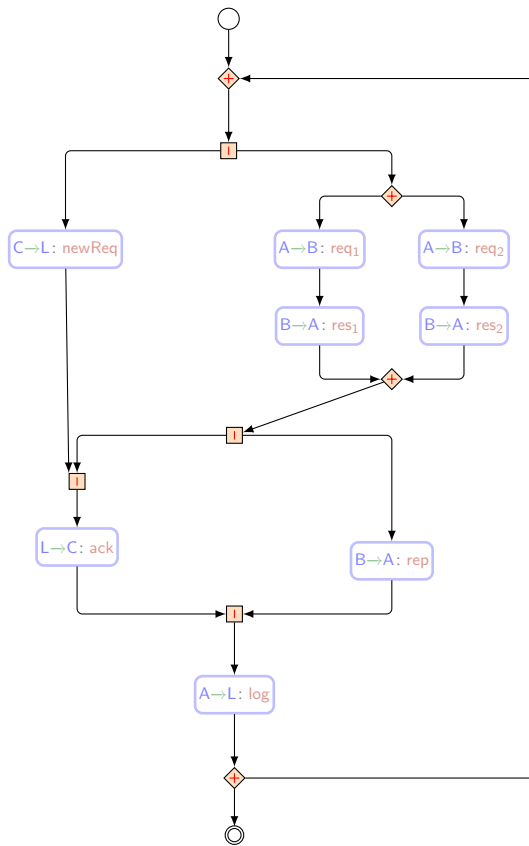 +
|
+
C→L: newReq
A→B: req₁
A→B: req₂
B→A: res₁
B→A: res₂
+
|
|
L→C: ack
B→A: rep
|
A→L: log
+